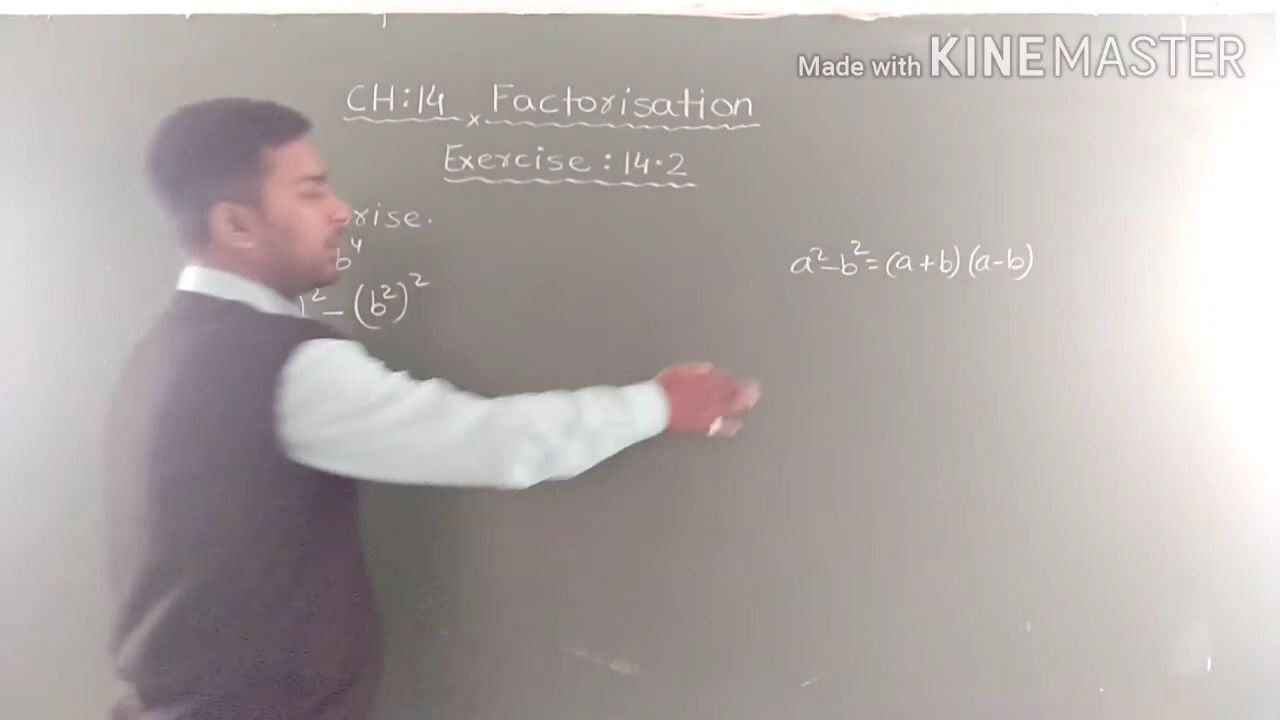 Made with KINEMASTER
CH:14 × Factorisation
Exercise : 14.2
rise.
b⁴
a²-b²=(a+b)(a-b)
² - (b²)²